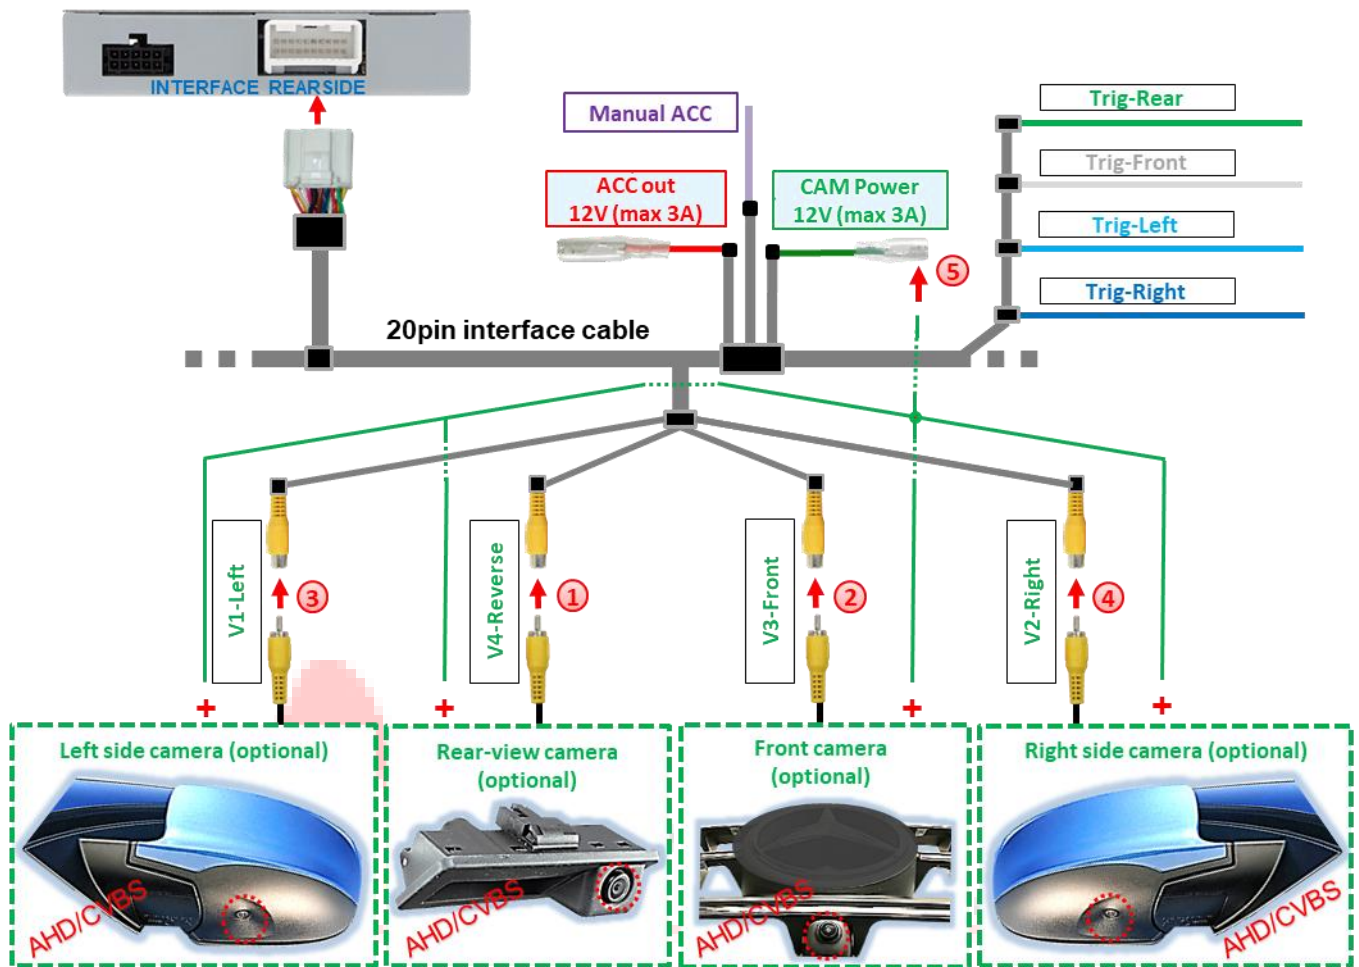 INTERFACE REARSIDE
Manual ACC
ACC out
12V (max 3A)
CAM Power
12V (max 3A)
Trig-Rear
Trig-Front
Trig-Left
Trig-Right
5
20pin interface cable
V1-Left
3
V4-Reverse
1
V3-Front
2
V2-Right
4
+
+
+
+
Left side camera (optional)
Rear-view camera
(optional)
Front camera
(optional)
Right side camera (optional)
AHD/CVBS
AHD/CVBS
AHD/CVBS
AHD/CVBS